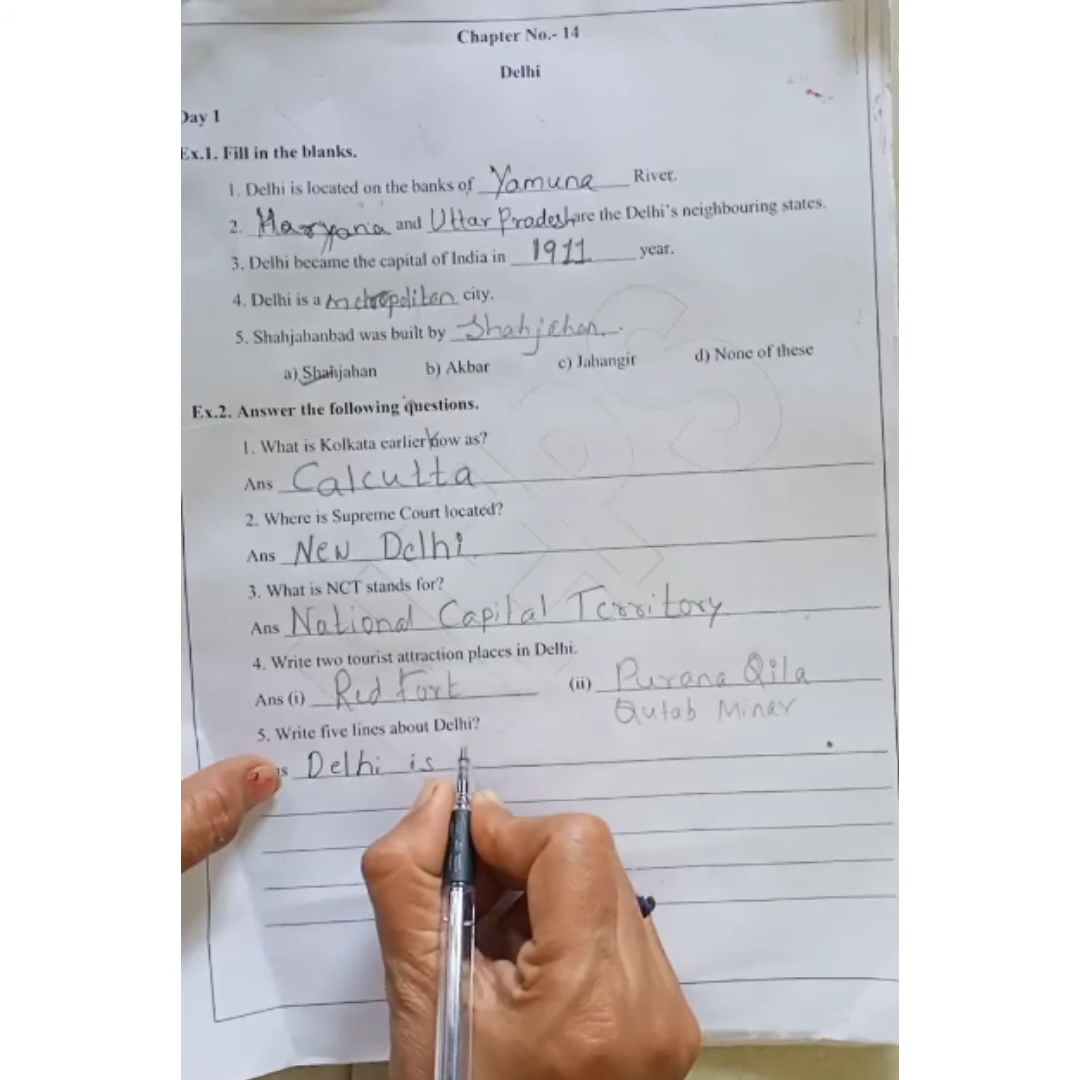 Chapter No.- 14
Delhi
Day 1
Ex.1. Fill in the blanks.
1. Delhi is located on the banks of Yamuna River.
2. Haryana and Uttar Pradesh are the Delhi's neighbouring states.
3. Delhi became the capital of India in 1911 year.
4. Delhi is a metropolitan city.
5. Shahjahanbad was built by Shahjahan.
a) Shahjahan b) Akbar c) Jahangir d) None of these
Ex.2. Answer the following questions.
1. What is Kolkata earlier know as?
Ans Calcutta
2. Where is Supreme Court located?
Ans New Delhi
3. What is NCT stands for?
Ans National Capital Territory
4. Write two tourist attraction places in Delhi.
Ans (i) Red Fort (ii) Purana Qila
Qutab Minar
5. Write five lines about Delhi?
Delhi is